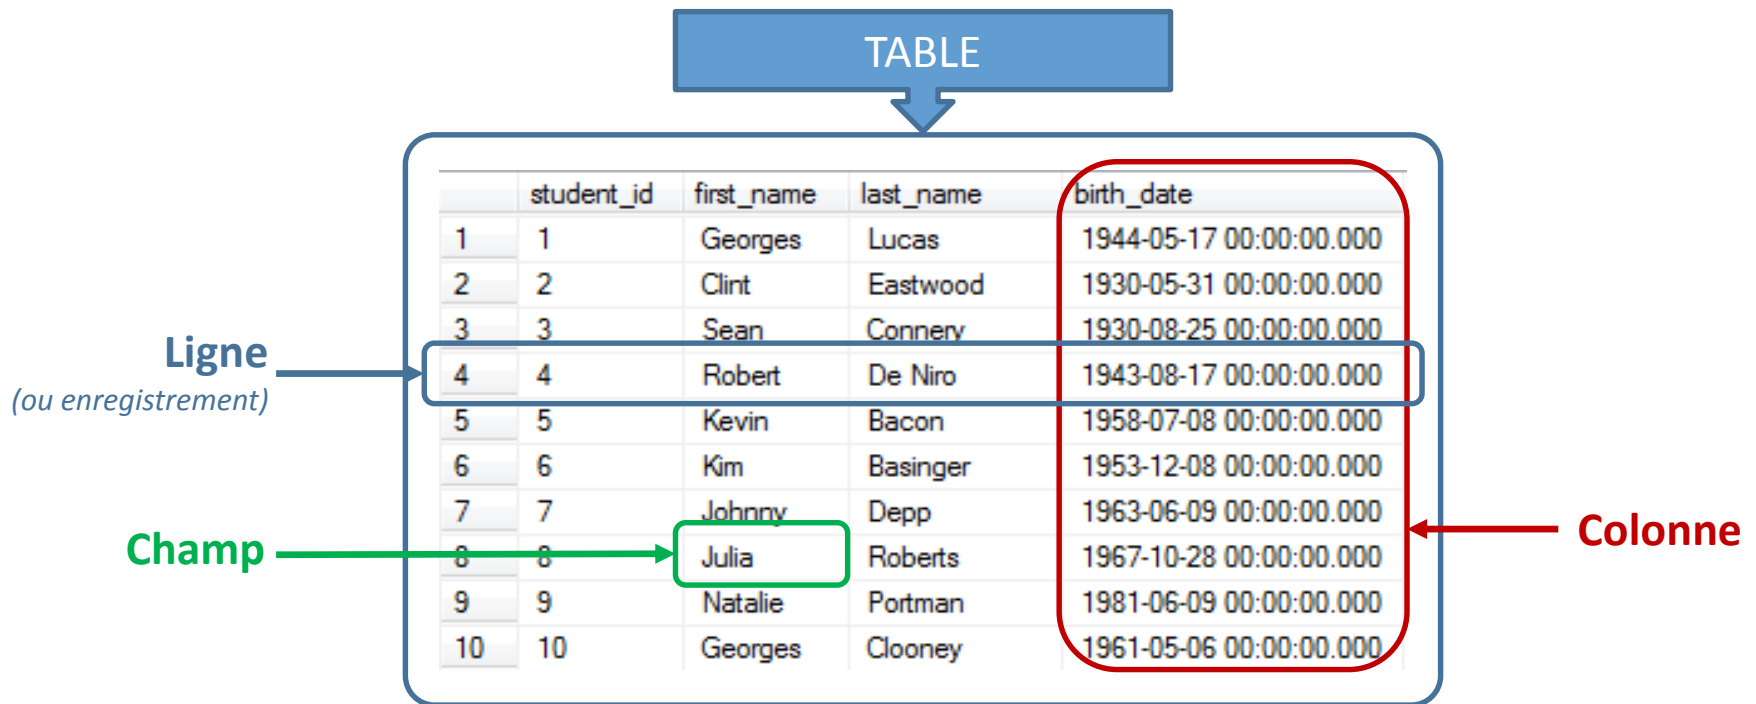 TABLE
student_id first_name last_name birth_date
1 1 Georges Lucas 1944-05-17 00:00:00.000
2 2 Clint Eastwood 1930-05-31 00:00:00.000
3 3 Sean Connery 1930-08-25 00:00:00.000
Ligne
(ou enregistrement)
4 4 Robert De Niro 1943-08-17 00:00:00.000
5 5 Kevin Bacon 1958-07-08 00:00:00.000
6 6 Kim Basinger 1953-12-08 00:00:00.000
7 7 Johnny Depp 1963-06-09 00:00:00.000
Colonne
Champ
8 8 Julia Roberts 1967-10-28 00:00:00.000
9 9 Natalie Portman 1981-06-09 00:00:00.000
10 10 Georges Clooney 1961-05-06 00:00:00.000